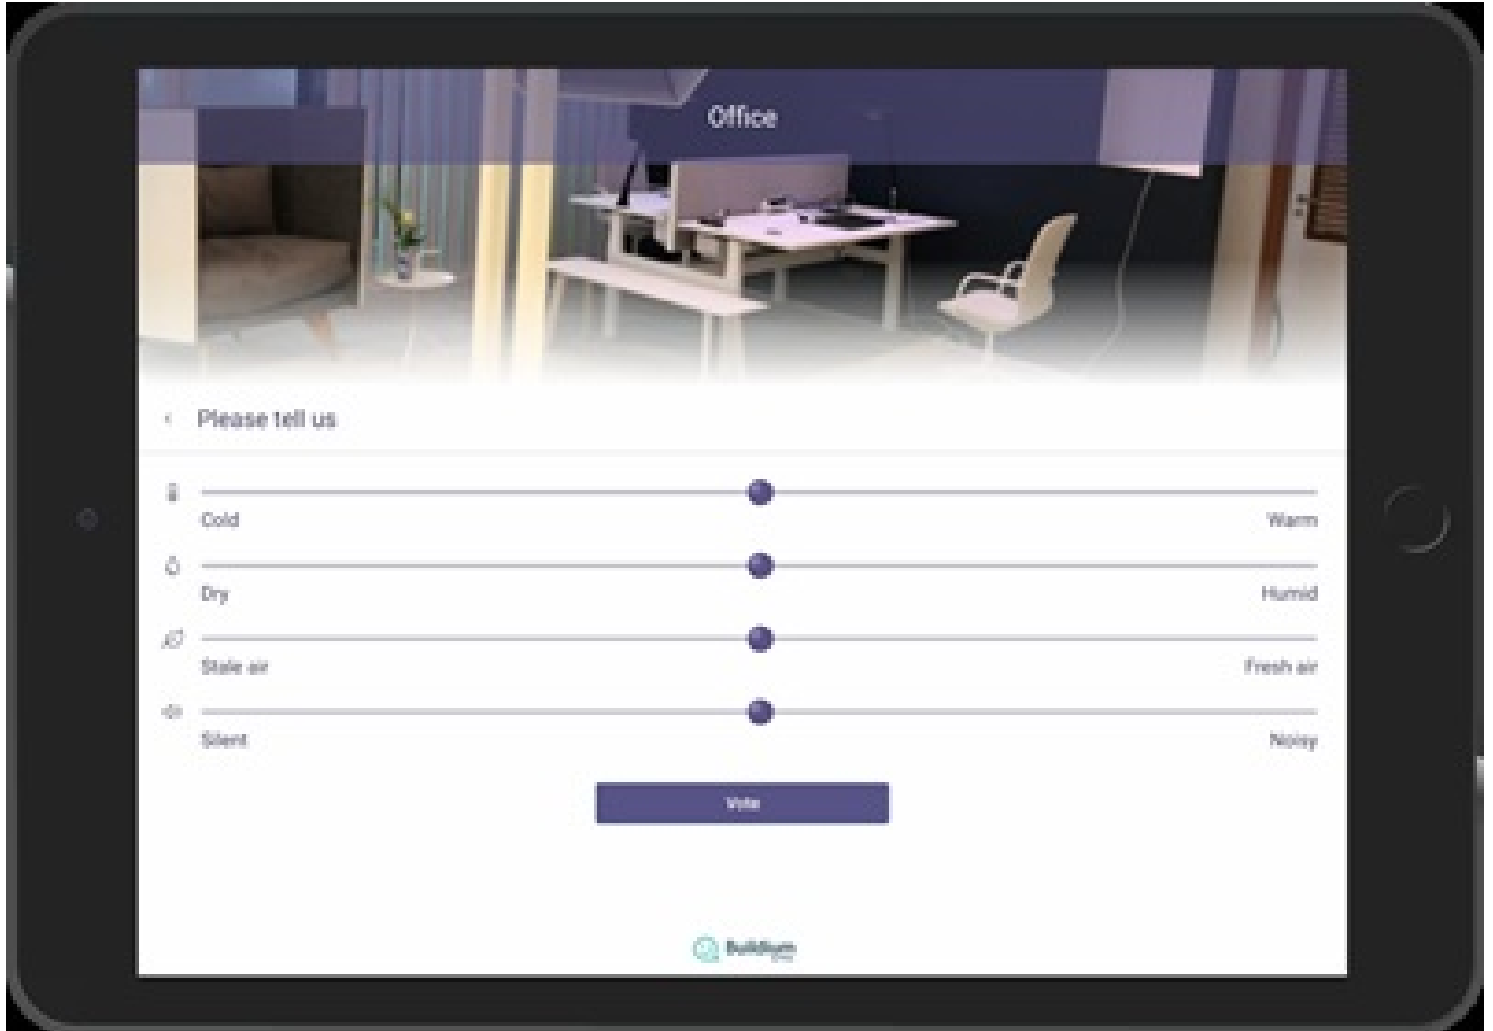 Office
Please tell us
Cold
Warm
Dry
Humid
Stale air
Fresh air
Silent
Noisy
Vote